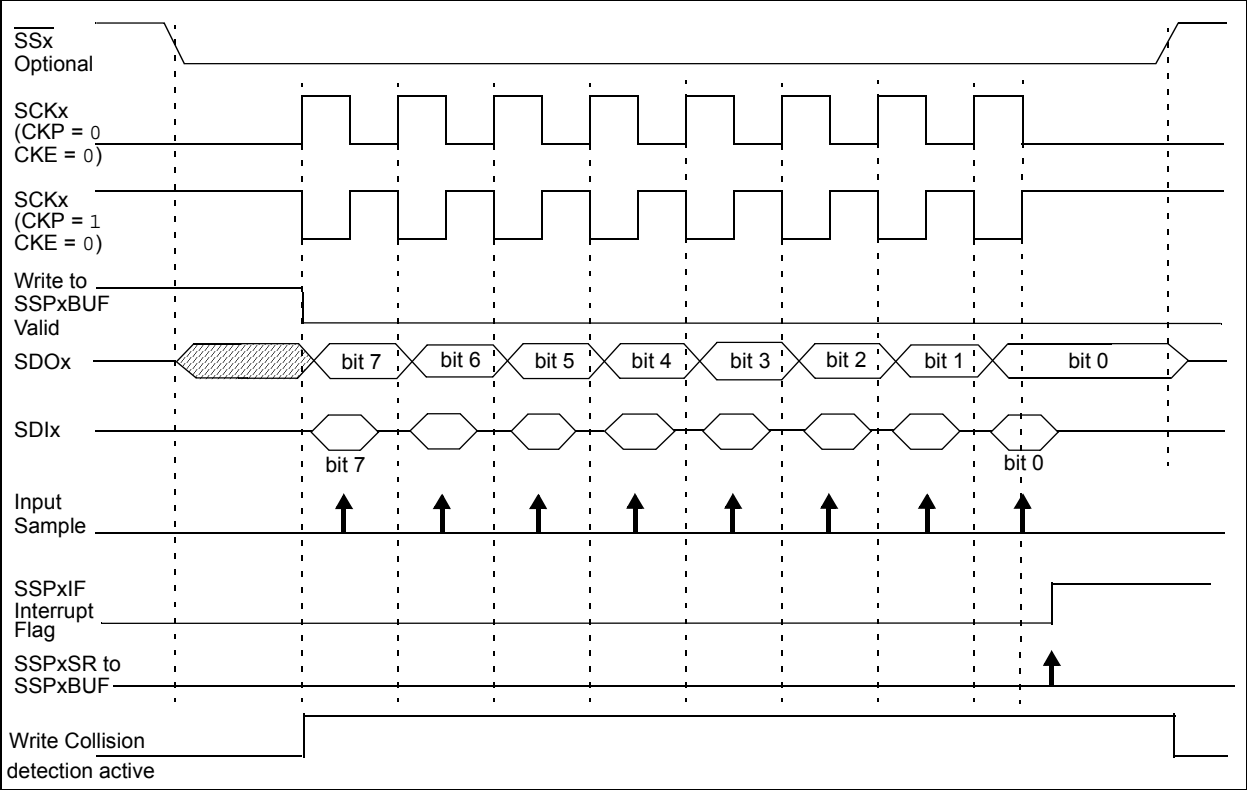 SSx
Optional
SCKx
(CKP = 0
CKE = 0)
SCKx
(CKP = 1
CKE = 0)
Write to
SSPxBUF
Valid
SDOx
bit 7
bit 6
bit 5
bit 4
bit 3
bit 2
bit 1
bit 0
SDIx
bit 7
bit 0
Input
Sample
SSPxIF
Interrupt
Flag
SSPxSR to
SSPxBUF
Write Collision
detection active